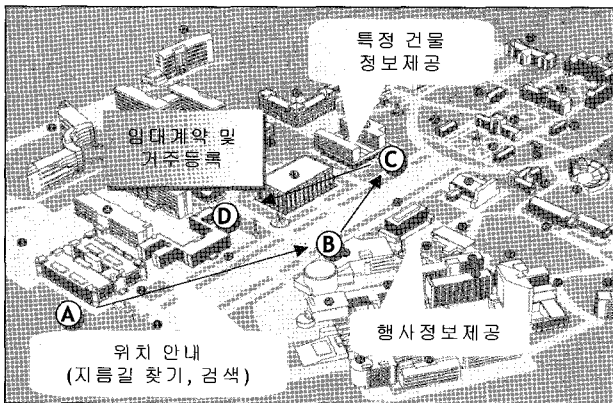 특정 건물
정보제공
임대계약 및
거주등록
C
D
B
A
행사정보제공
위치 안내
(지름길 찾기, 검색)